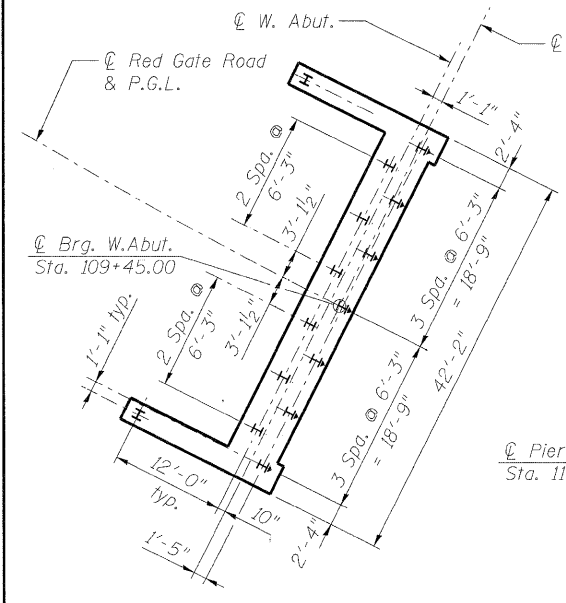 ℄ W. Abut.
℄
℄ Red Gate Road
& P.G.L.
1'-1"
2'-4"
2 Spa. @
6'-3"
3'-1½"
3 Spa. @ 6'-3"
= 18'-9"
℄ Brg. W.Abut.
Sta. 109+45.00
42'-2"
2 Spa. @
6'-3"
3'-1½"
1'-1" typ.
3 Spa. @ 6'-3"
= 18'-9"
℄ Pier
Sta. 11
12'-0"
typ.
10"
2'-4"
1'-5"